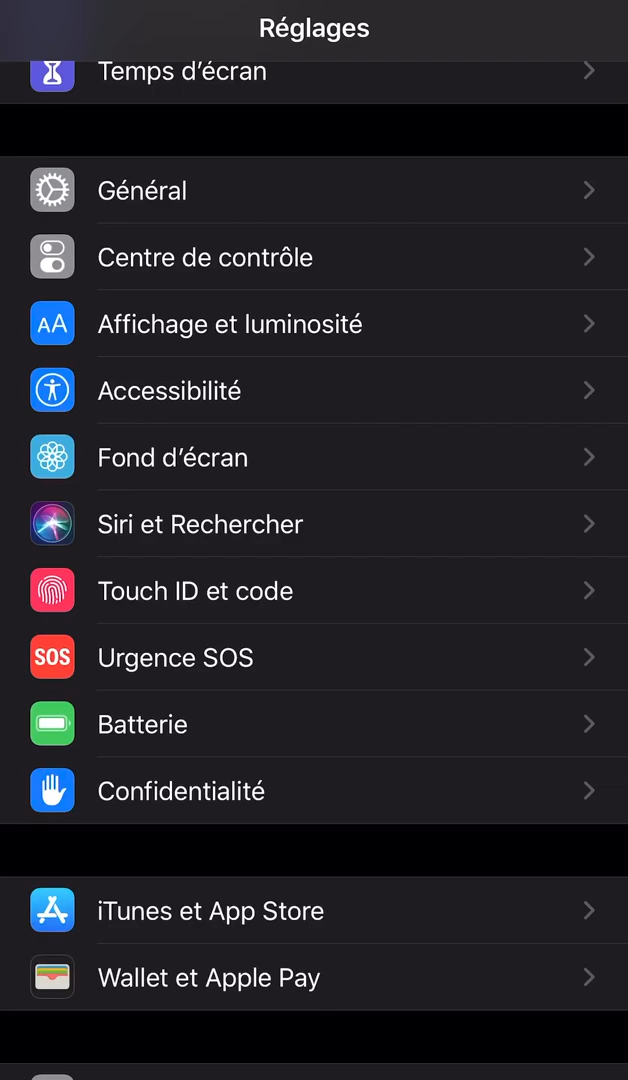 Réglages
Temps d’écran
Général
Centre de contrôle
AA Affichage et luminosité
Accessibilité
Fond d’écran
Siri et Rechercher
Touch ID et code
SOS Urgence SOS
Batterie
Confidentialité
iTunes et App Store
Wallet et Apple Pay